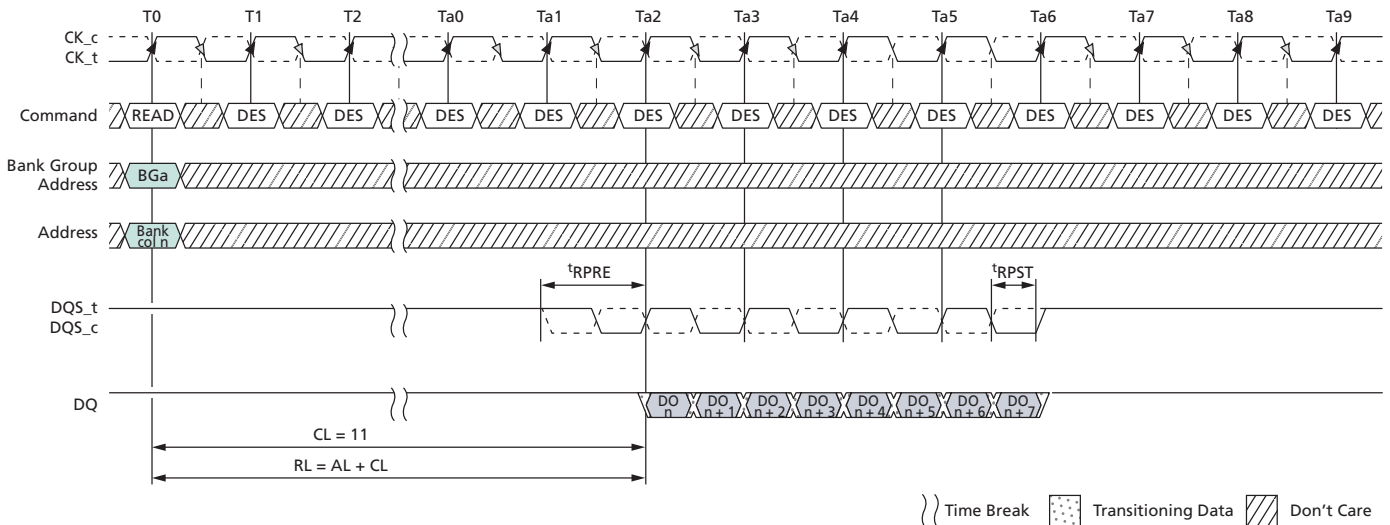 T0 T1 T2 Ta0 Ta1 Ta2 Ta3 Ta4 Ta5 Ta6 Ta7 Ta8 Ta9
CK_c
CK_t
Command READ DES DES DES DES DES DES DES DES DES DES DES DES
Bank Group
Address
BGa
Address
Bank
col n
tRPRE tRPST
DQS_t
DQS_c
DQ
DO
n
DO
n + 1
DO
n + 2
DO
n + 3
DO
n + 4
DO
n + 5
DO
n + 6
DO
n + 7
CL = 11
RL = AL + CL
Time Break Transitioning Data Don't Care